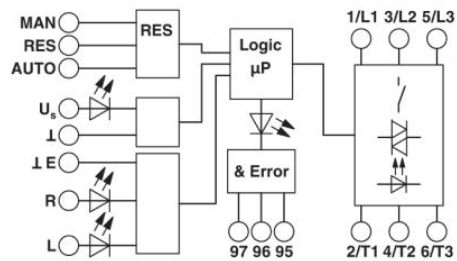 MAN
RES
AUTO
Us
⊥
⊥ E
R
L
RES
Logic
µP
& Error
97 96 95
1/L1 3/L2 5/L3
2/T1 4/T2 6/T3